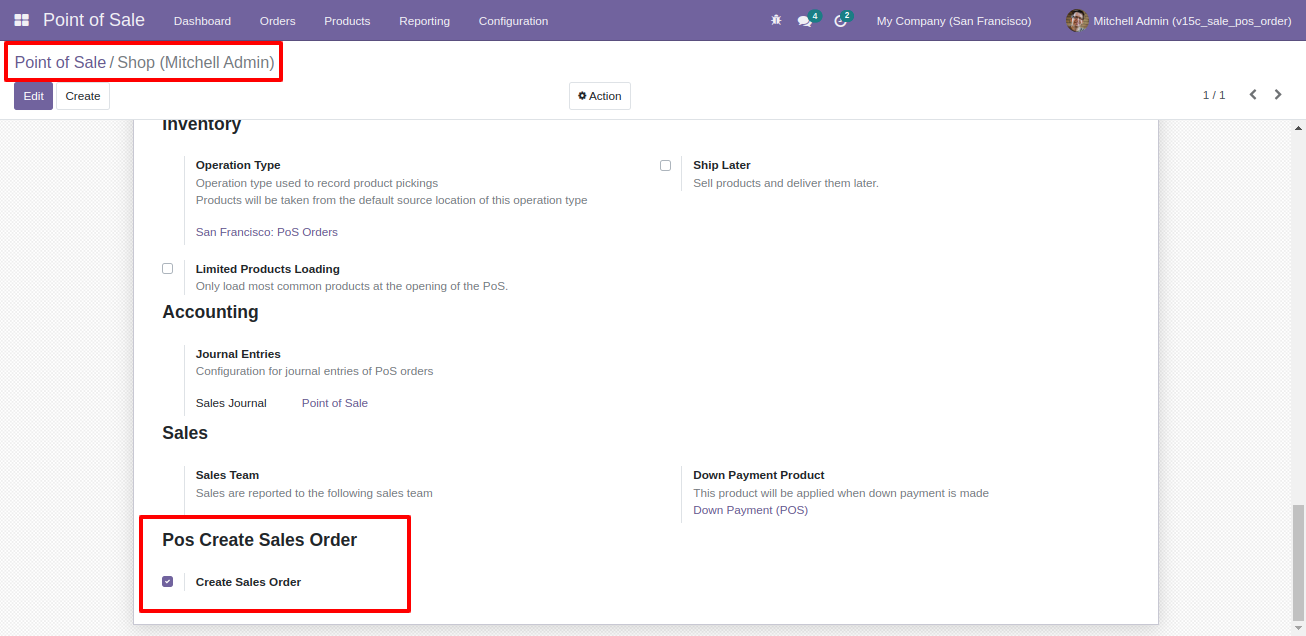 Point of Sale Dashboard Orders Products Reporting Configuration 4 2 My Company (San Francisco) Mitchell Admin (v15c_sale_pos_order)
Point of Sale / Shop (Mitchell Admin)
Edit Create Action 1 / 1
Inventory
Operation Type
Operation type used to record product pickings
Products will be taken from the default source location of this operation type
San Francisco: PoS Orders
Ship Later
Sell products and deliver them later.
Limited Products Loading
Only load most common products at the opening of the PoS.
Accounting
Journal Entries
Configuration for journal entries of PoS orders
Sales Journal Point of Sale
Sales
Sales Team
Sales are reported to the following sales team
Down Payment Product
This product will be applied when down payment is made
Down Payment (POS)
Pos Create Sales Order
Create Sales Order